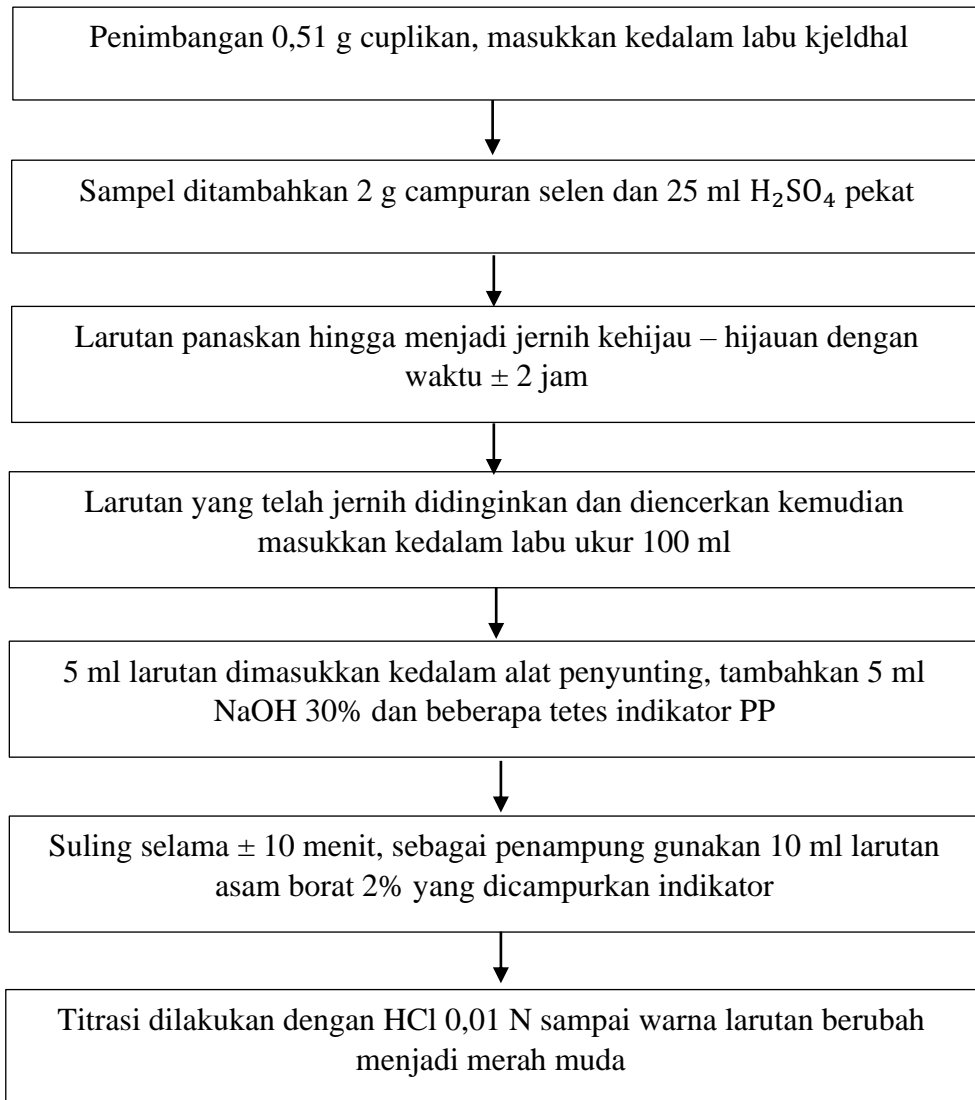 Penimbangan 0,51 g cuplikan, masukkan kedalam labu kjeldhal
Sampel ditambahkan 2 g campuran selen dan 25 ml H₂SO₄ pekat
Larutan panaskan hingga menjadi jernih kehijau – hijauan dengan
waktu ± 2 jam
Larutan yang telah jernih didinginkan dan diencerkan kemudian
masukkan kedalam labu ukur 100 ml
5 ml larutan dimasukkan kedalam alat penyunting, tambahkan 5 ml
NaOH 30% dan beberapa tetes indikator PP
Suling selama ± 10 menit, sebagai penampung gunakan 10 ml larutan
asam borat 2% yang dicampurkan indikator
Titrasi dilakukan dengan HCl 0,01 N sampai warna larutan berubah
menjadi merah muda